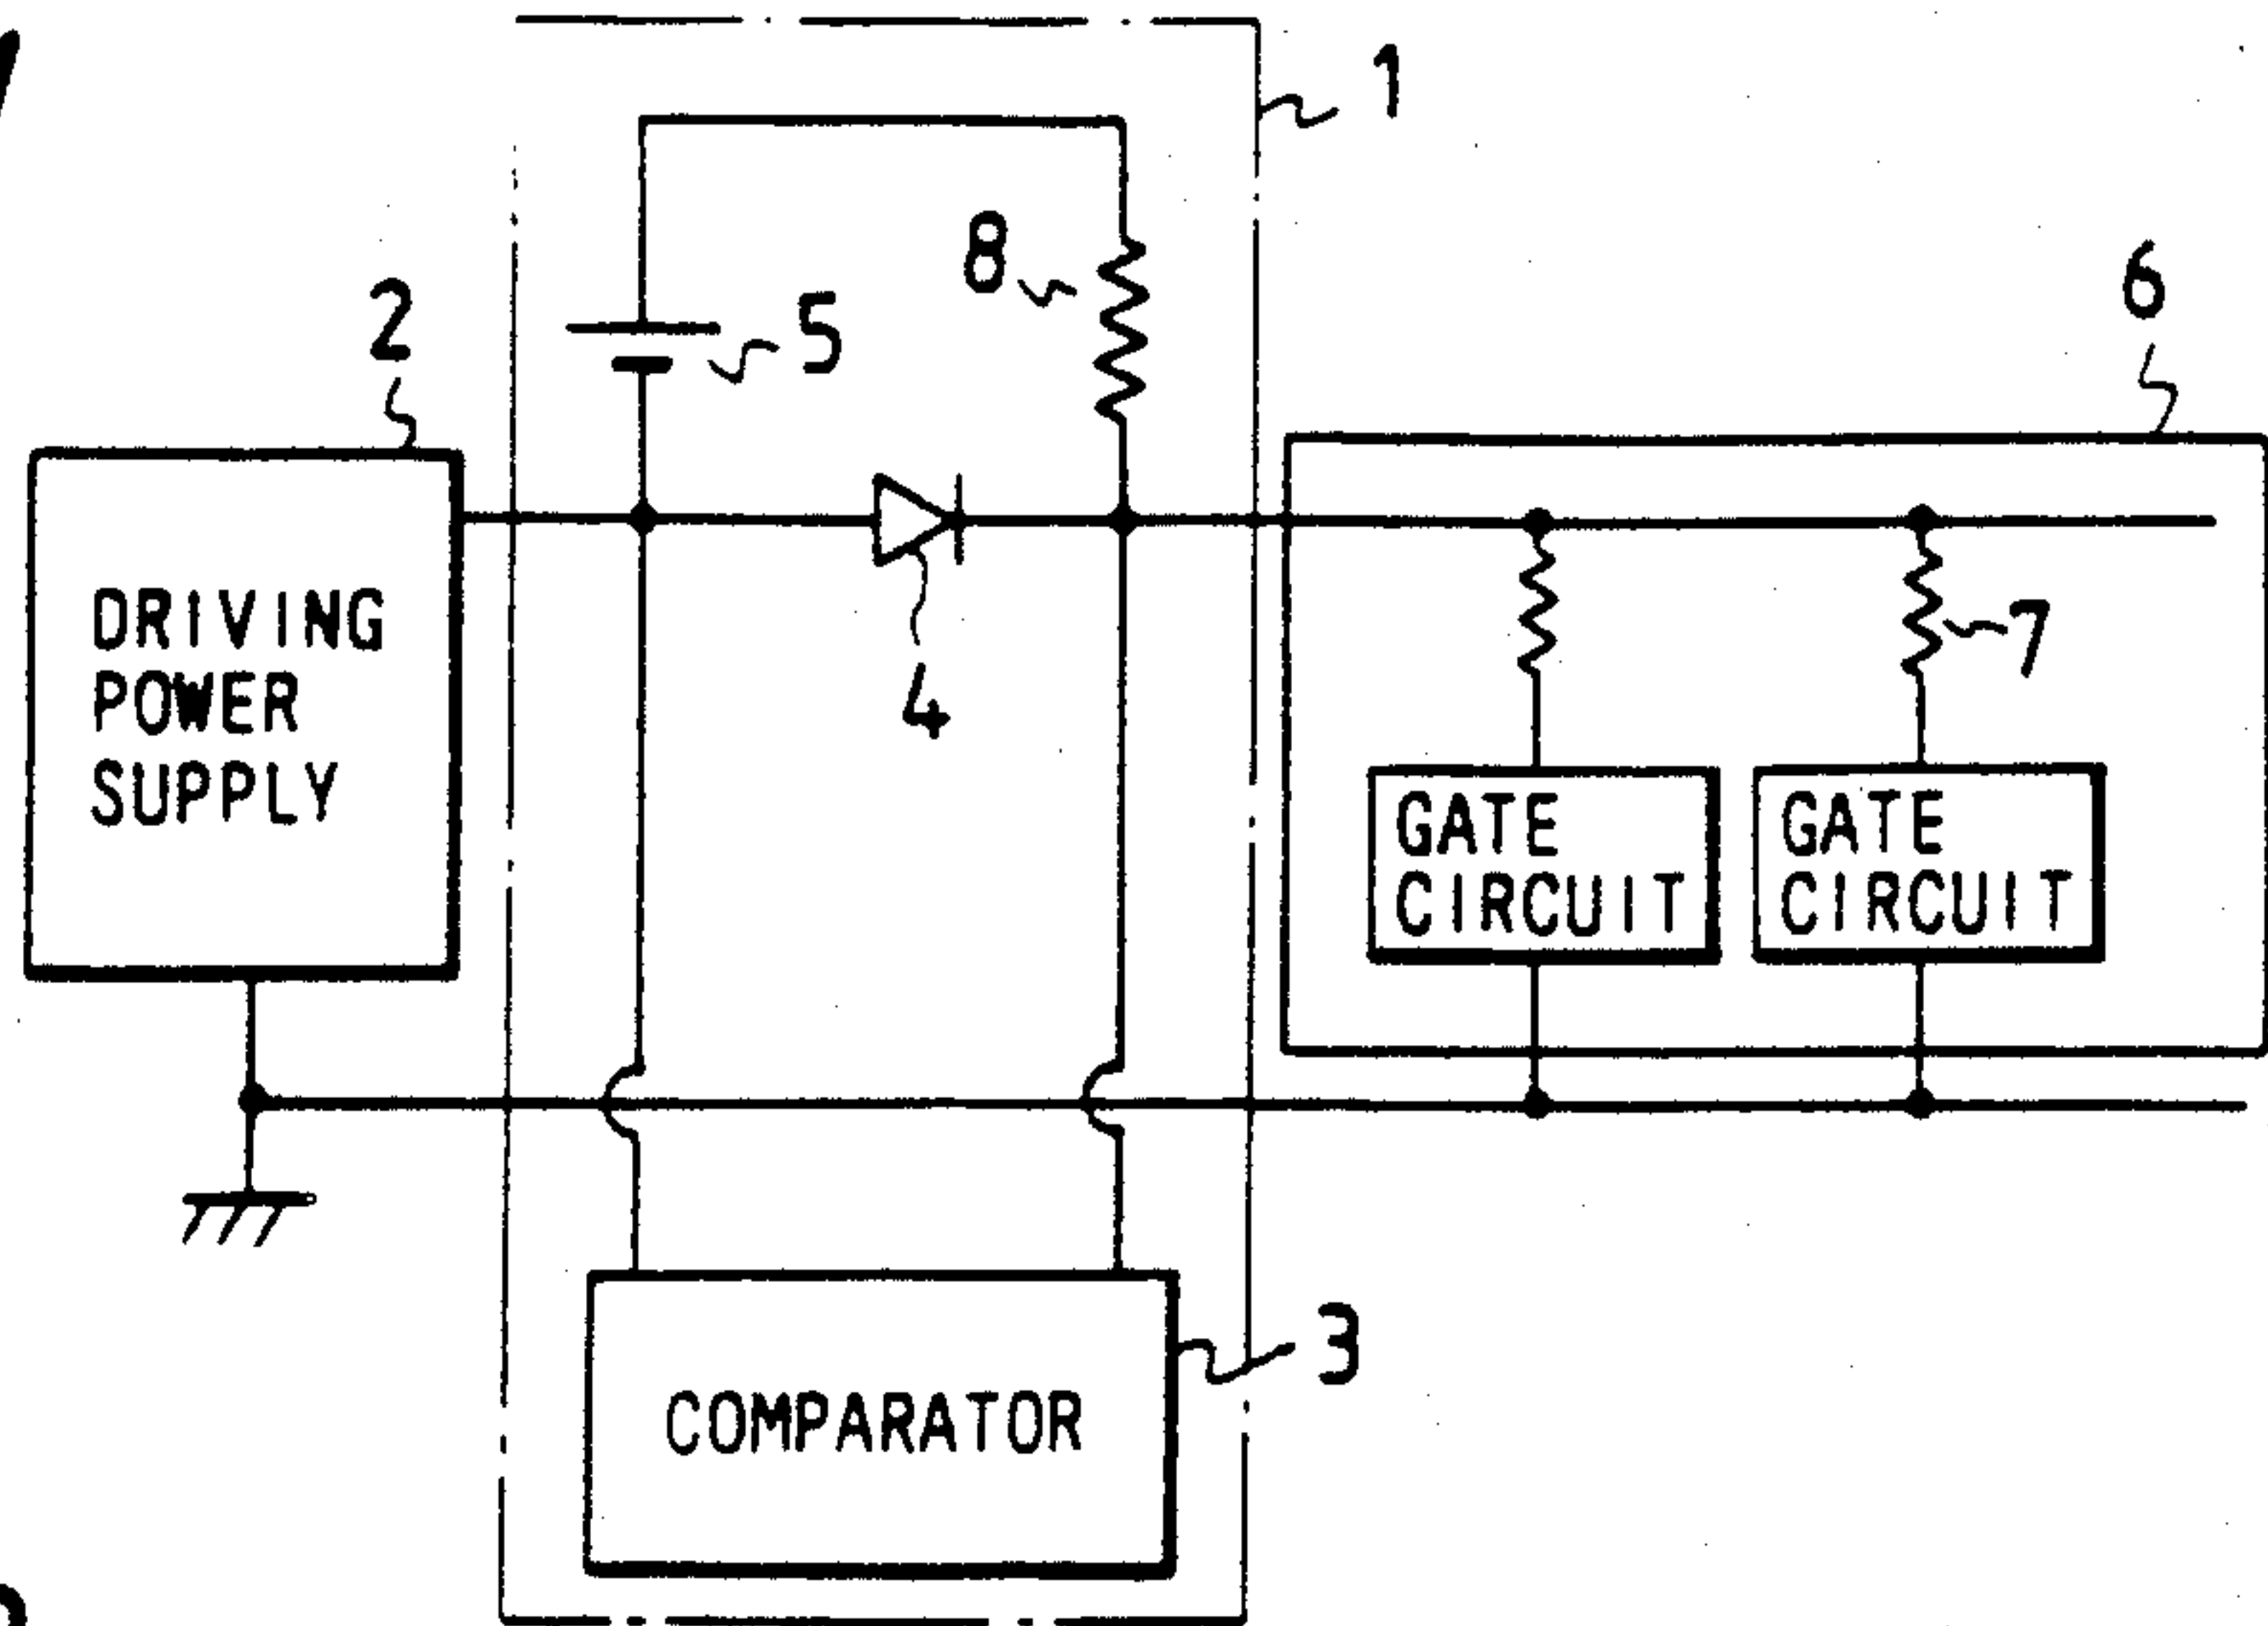 1
2
8
5
6
DRIVING
POWER
SUPPLY
4
7
GATE
CIRCUIT
GATE
CIRCUIT
3
COMPARATOR